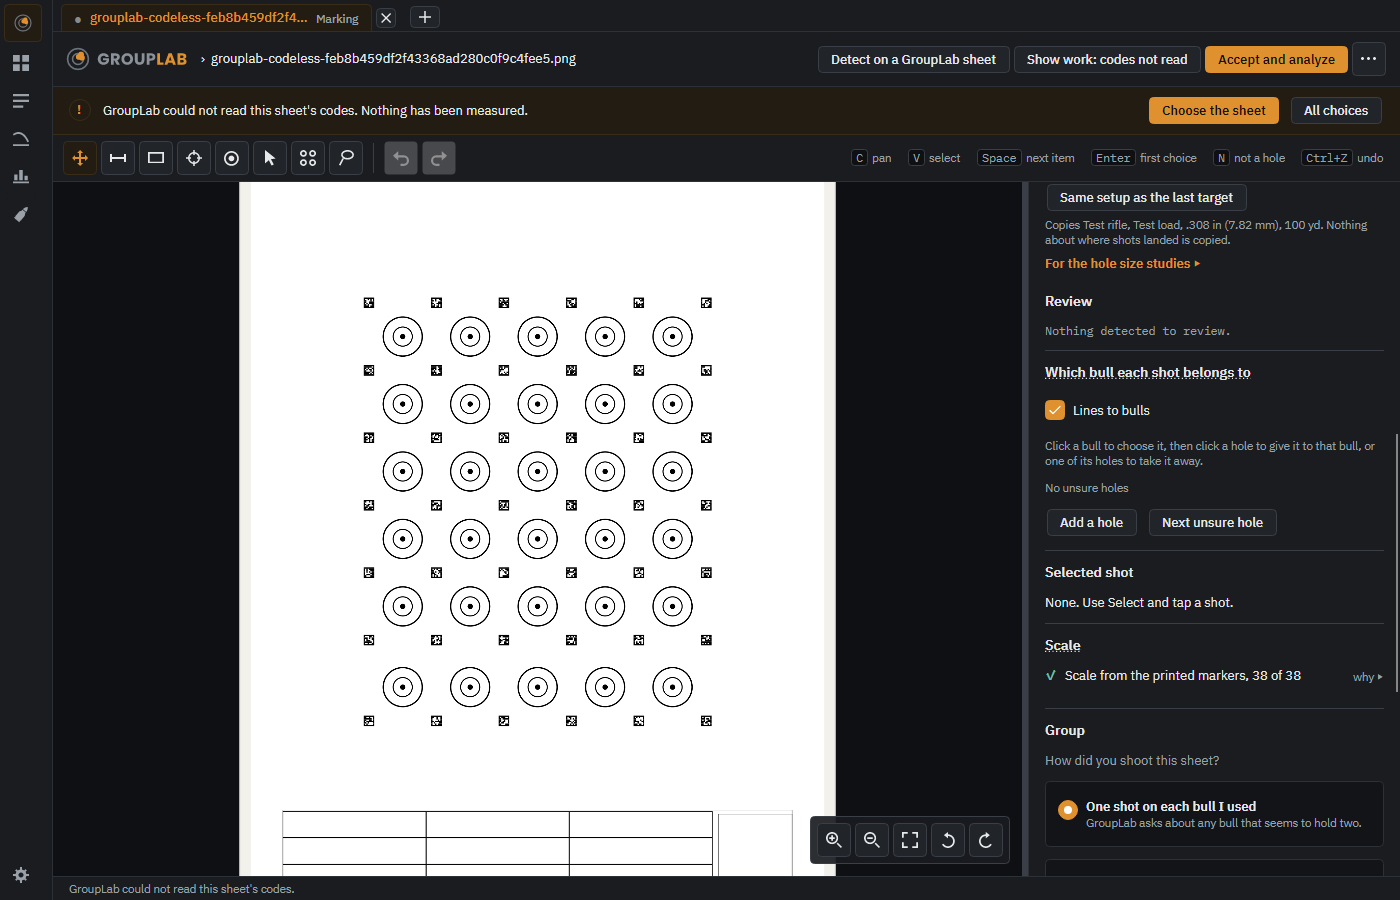 grouplab-codeless-feb8b459df2f4... Marking
GROUPLAB › grouplab-codeless-feb8b459df2f43368ad280c0f9c4fee5.png
Detect on a GroupLab sheet
Show work: codes not read
Accept and analyze
! GroupLab could not read this sheet's codes. Nothing has been measured.
Choose the sheet
All choices
C pan V select Space next item Enter first choice N not a hole Ctrl+Z undo
Same setup as the last target
Copies Test rifle, Test load, .308 in (7.82 mm), 100 yd. Nothing
about where shots landed is copied.
For the hole size studies ▸
Review
Nothing detected to review.
Which bull each shot belongs to
Lines to bulls
Click a bull to choose it, then click a hole to give it to that bull, or
one of its holes to take it away.
No unsure holes
Add a hole
Next unsure hole
Selected shot
None. Use Select and tap a shot.
Scale
✓ Scale from the printed markers, 38 of 38
why ▸
Group
How did you shoot this sheet?
One shot on each bull I used
GroupLab asks about any bull that seems to hold two.
GroupLab could not read this sheet's codes.